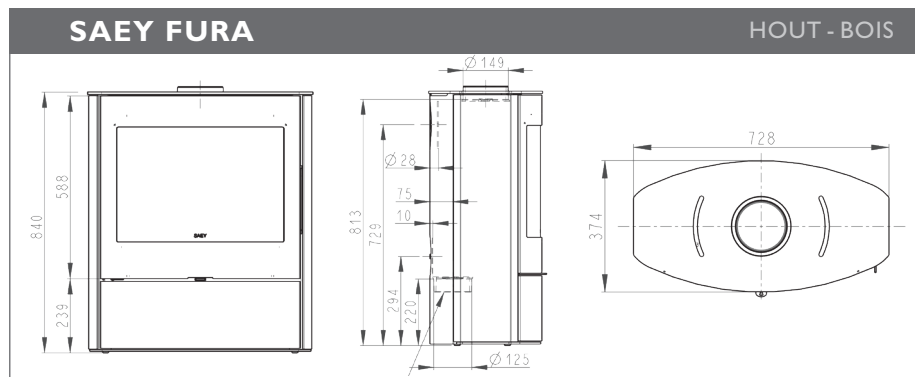 SAEY FURA
HOUT - BOIS
840
588
239
SAEY
Ø 149
Ø 28
75
10
813
729
294
220
Ø 125
728
374